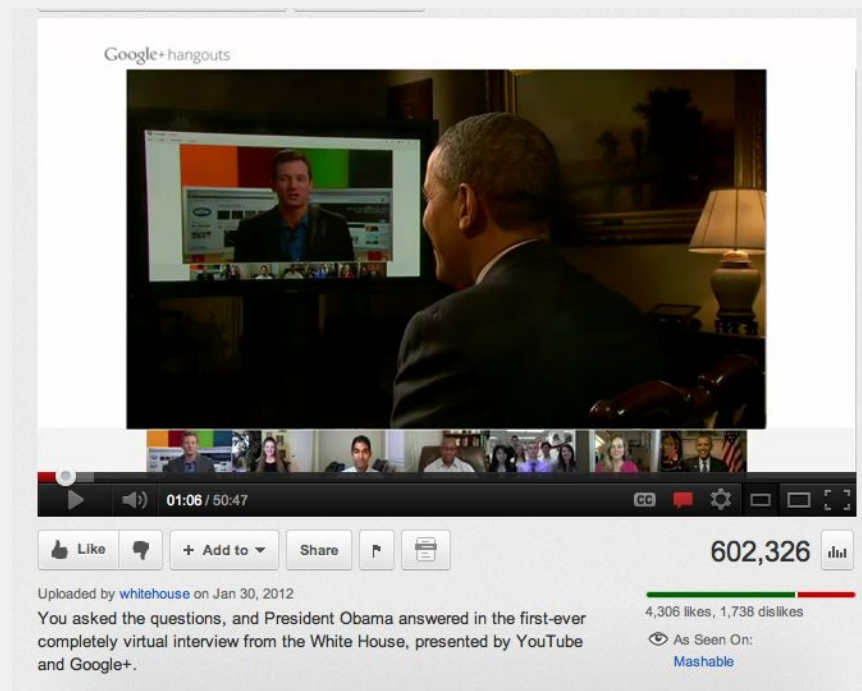 Google+ hangouts
01:06 / 50:47
CC
Like
+ Add to
Share
602,326
Uploaded by whitehouse on Jan 30, 2012
4,306 likes, 1,738 dislikes
You asked the questions, and President Obama answered in the first-ever
completely virtual interview from the White House, presented by YouTube
and Google+.
As Seen On:
Mashable